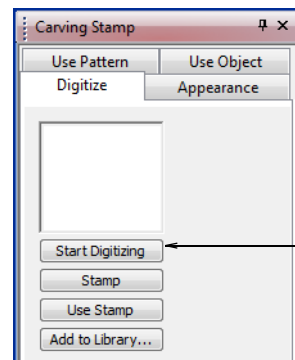 Carving Stamp
Use Pattern Use Object
Digitize Appearance
Start Digitizing
Stamp
Use Stamp
Add to Library...